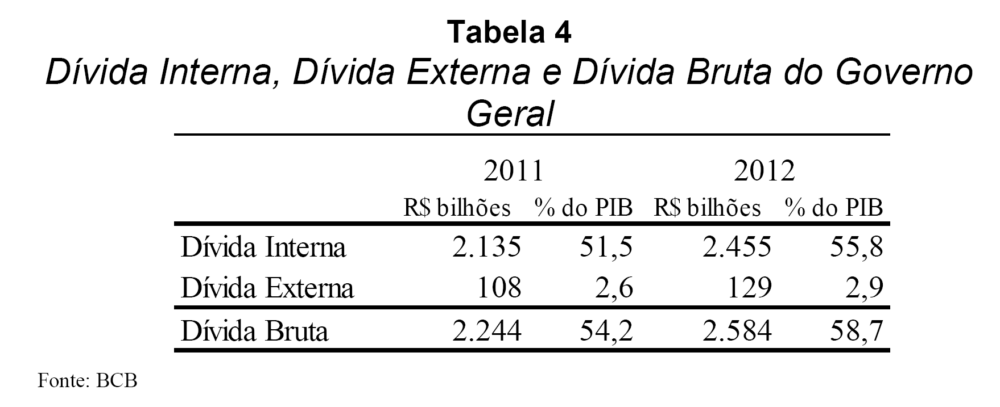 Tabela 4
Dívida Interna, Dívida Externa e Dívida Bruta do Governo
Geral
2011 2012
R$ bilhões % do PIB R$ bilhões % do PIB
Dívida Interna 2.135 51,5 2.455 55,8
Dívida Externa 108 2,6 129 2,9
Dívida Bruta 2.244 54,2 2.584 58,7
Fonte: BCB